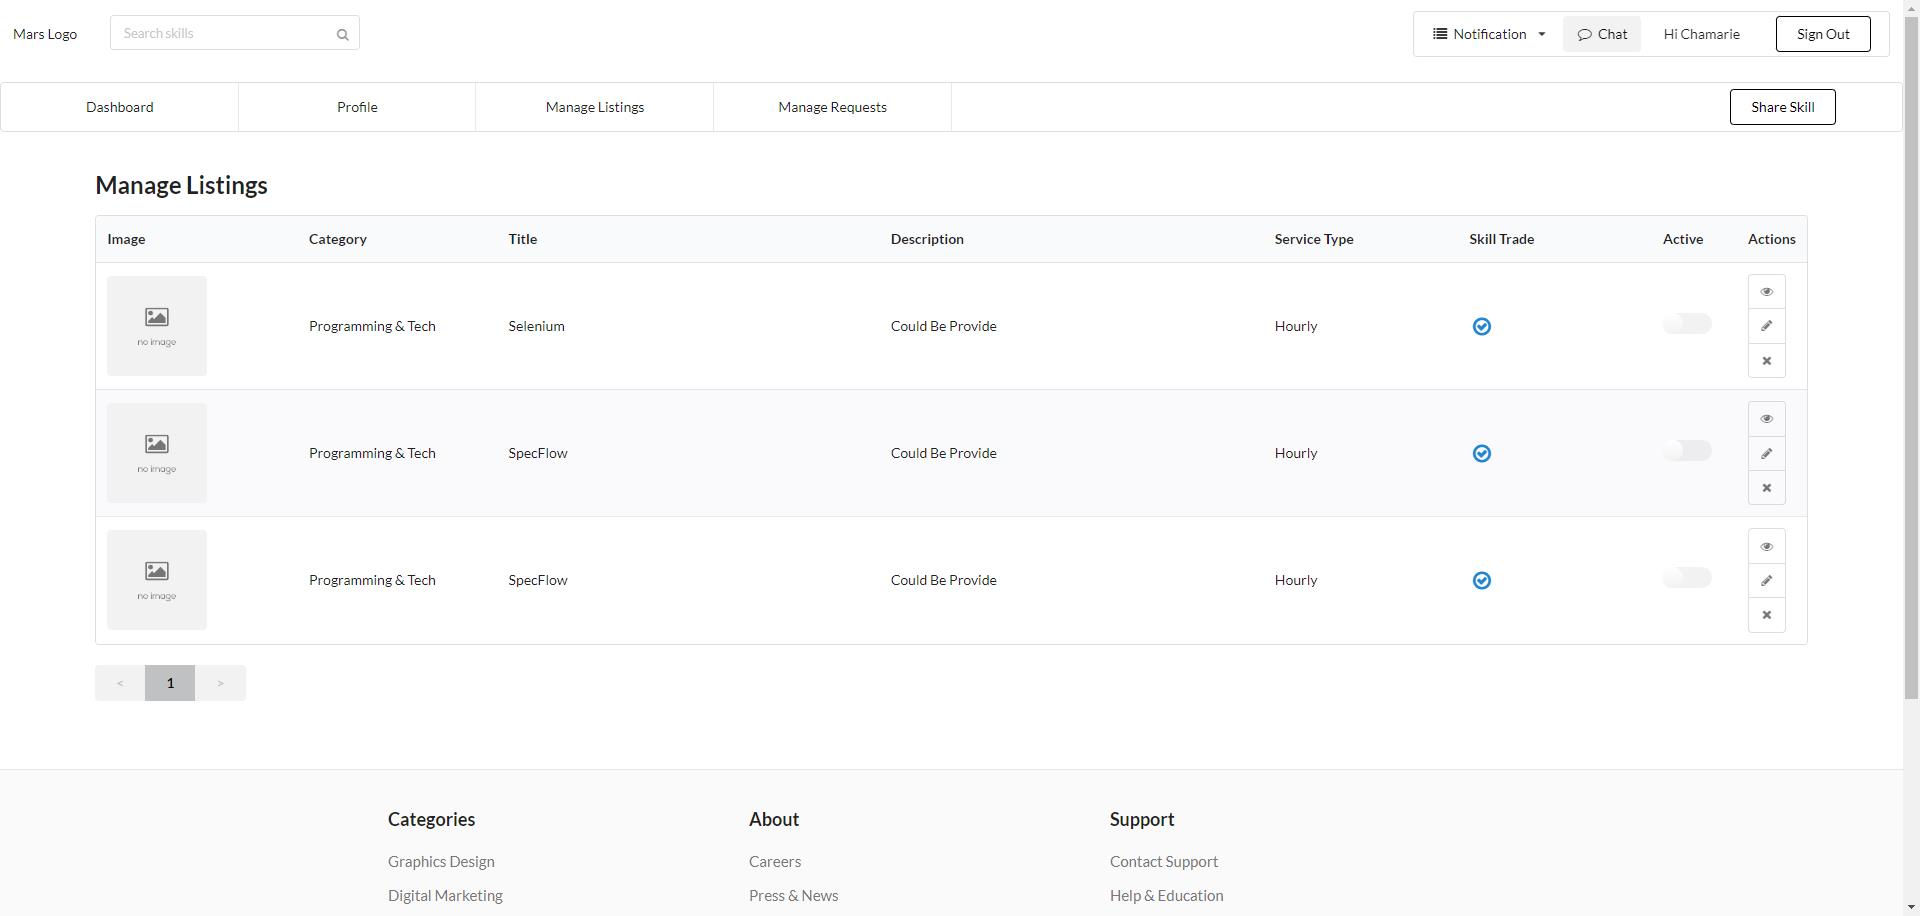 Mars Logo
Search skills
Notification
Chat
Hi Chamarie
Sign Out
Dashboard
Profile
Manage Listings
Manage Requests
Share Skill
Manage Listings
Image Category Title Description Service Type Skill Trade Active Actions
no image
Programming & Tech Selenium Could Be Provide Hourly
no image
Programming & Tech SpecFlow Could Be Provide Hourly
no image
Programming & Tech SpecFlow Could Be Provide Hourly
< 1 >
Categories
Graphics Design
Digital Marketing
About
Careers
Press & News
Support
Contact Support
Help & Education